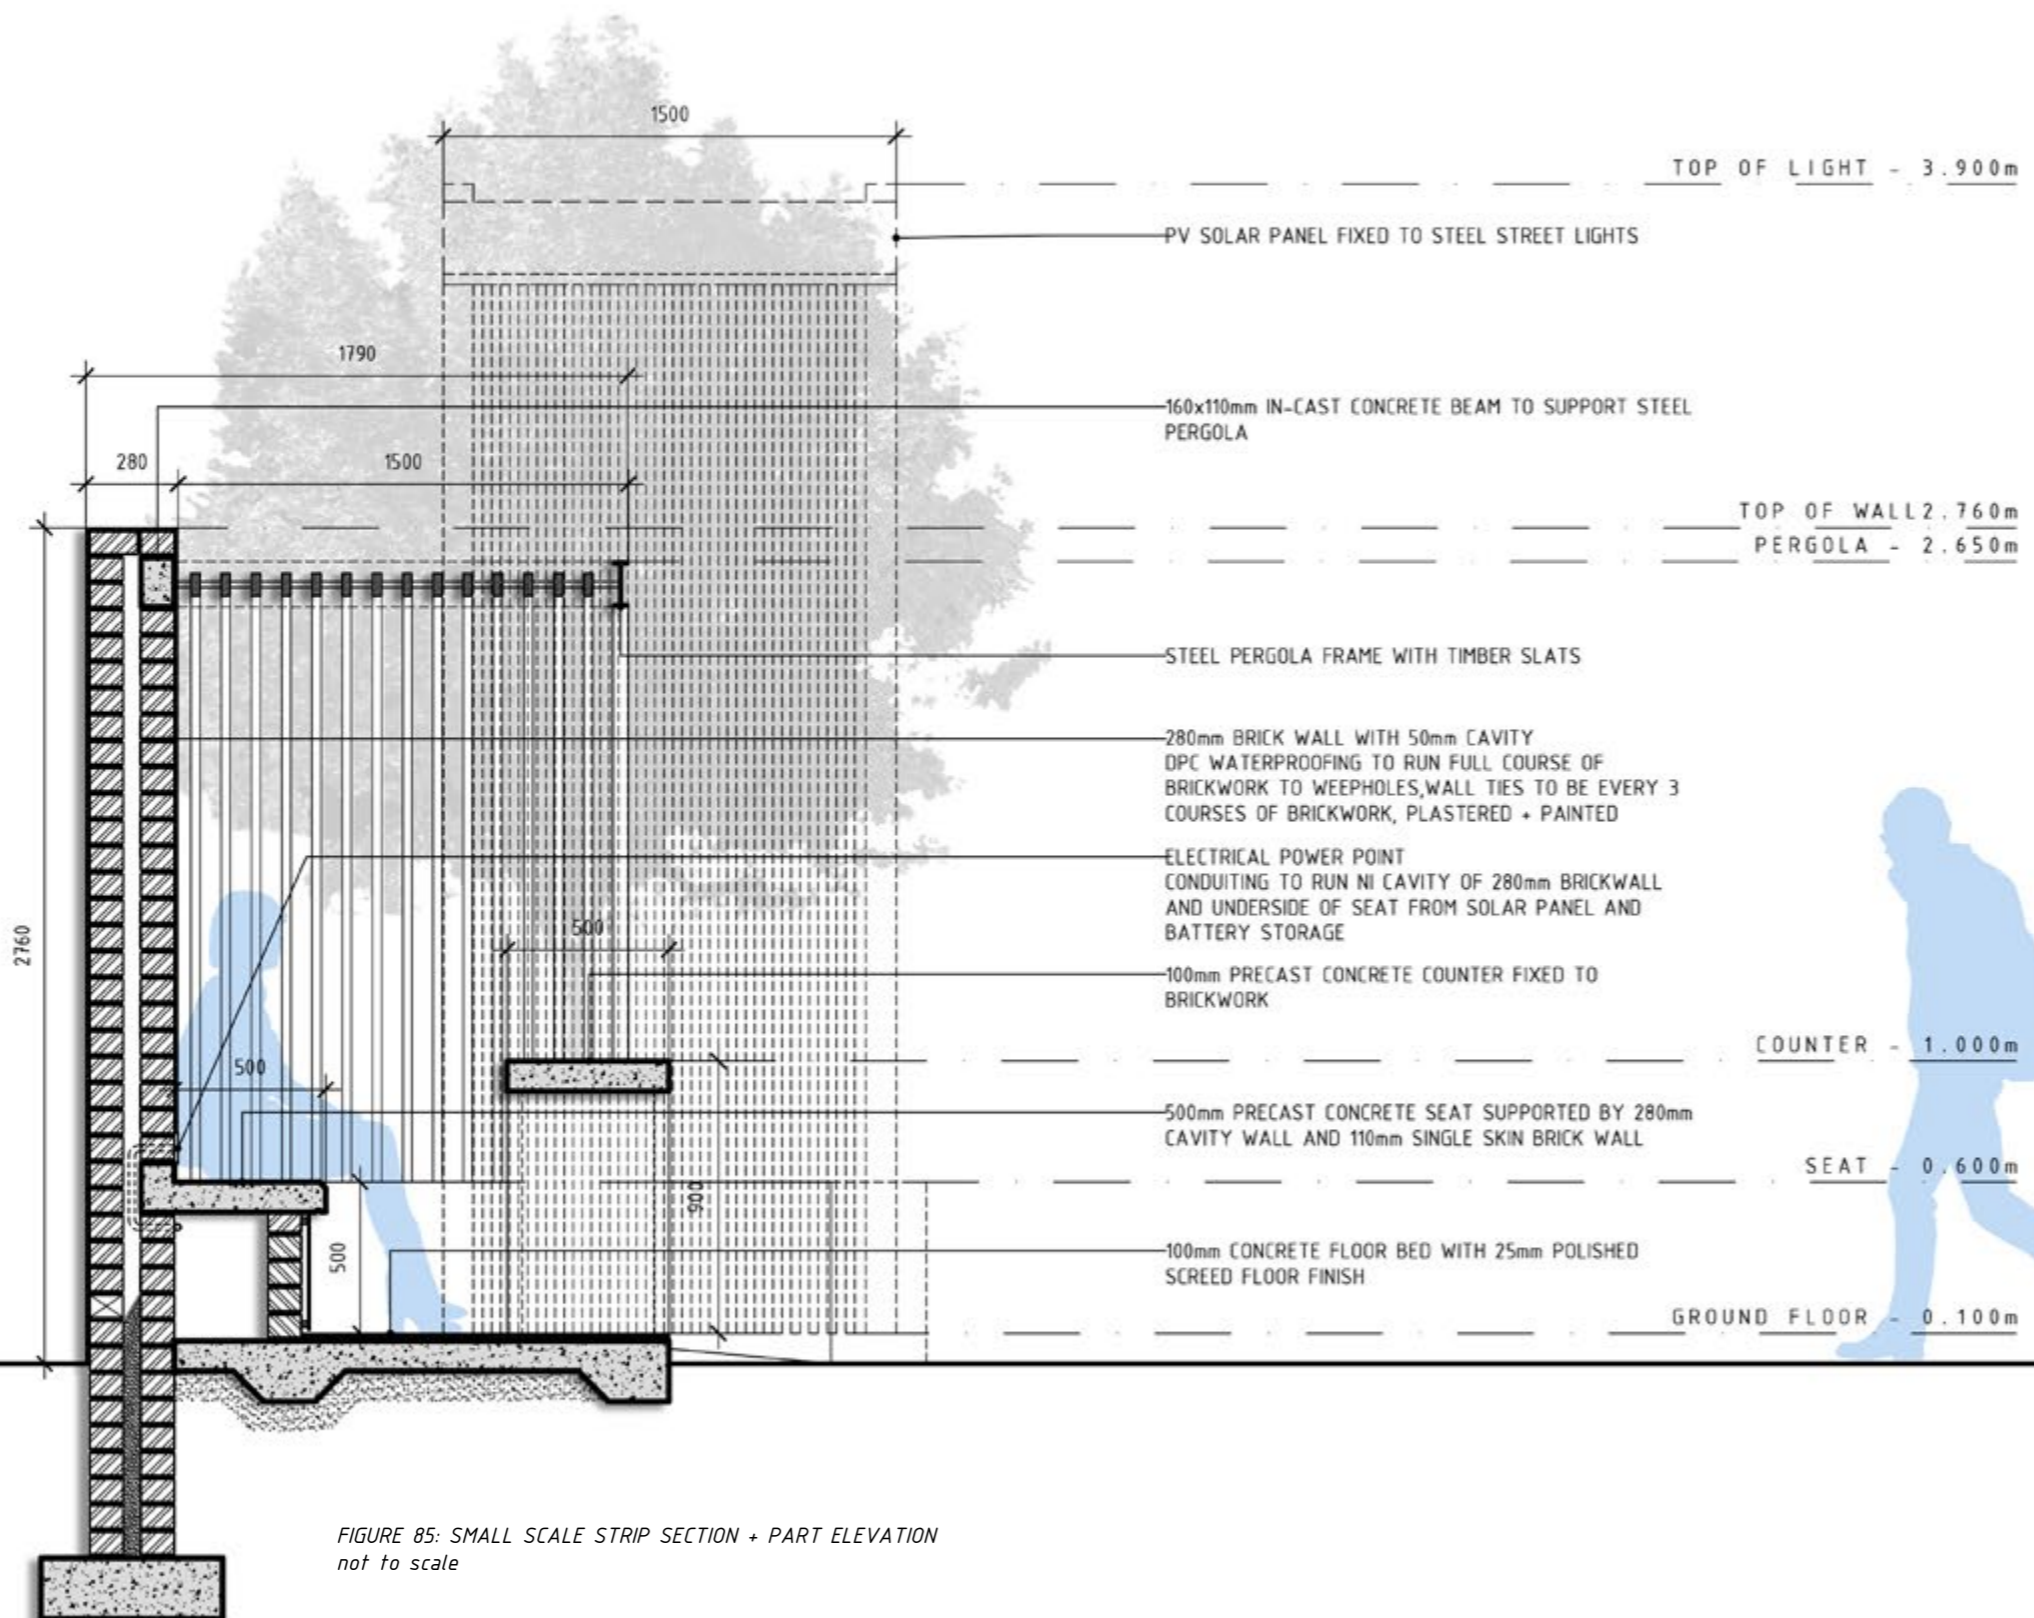 1500
TOP OF LIGHT - 3.900m
PV SOLAR PANEL FIXED TO STEEL STREET LIGHTS
1790
160x110mm IN-CAST CONCRETE BEAM TO SUPPORT STEEL
PERGOLA
280
1500
TOP OF WALL2.760m
PERGOLA - 2.650m
STEEL PERGOLA FRAME WITH TIMBER SLATS
280mm BRICK WALL WITH 50mm CAVITY
DPC WATERPROOFING TO RUN FULL COURSE OF
BRICKWORK TO WEEPHOLES,WALL TIES TO BE EVERY 3
COURSES OF BRICKWORK, PLASTERED + PAINTED
ELECTRICAL POWER POINT
CONDUITING TO RUN NI CAVITY OF 280mm BRICKWALL
AND UNDERSIDE OF SEAT FROM SOLAR PANEL AND
BATTERY STORAGE
2760
500
100mm PRECAST CONCRETE COUNTER FIXED TO
BRICKWORK
COUNTER - 1.000m
500
500mm PRECAST CONCRETE SEAT SUPPORTED BY 280mm
CAVITY WALL AND 110mm SINGLE SKIN BRICK WALL
SEAT - 0.600m
900
500
100mm CONCRETE FLOOR BED WITH 25mm POLISHED
SCREED FLOOR FINISH
GROUND FLOOR - 0.100m
FIGURE 85: SMALL SCALE STRIP SECTION + PART ELEVATION
not to scale